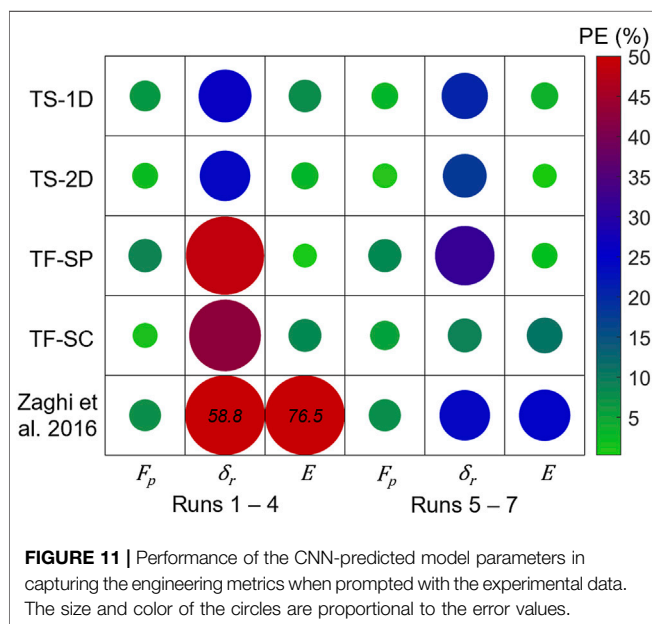 PE (%)
50
45
40
35
30
25
20
15
10
5
TS-1D
TS-2D
TF-SP
TF-SC
Zaghi et
al. 2016
58.8 76.5
F_p δ_r E F_p δ_r E
Runs 1 – 4 Runs 5 – 7
FIGURE 11 | Performance of the CNN-predicted model parameters in
capturing the engineering metrics when prompted with the experimental data.
The size and color of the circles are proportional to the error values.